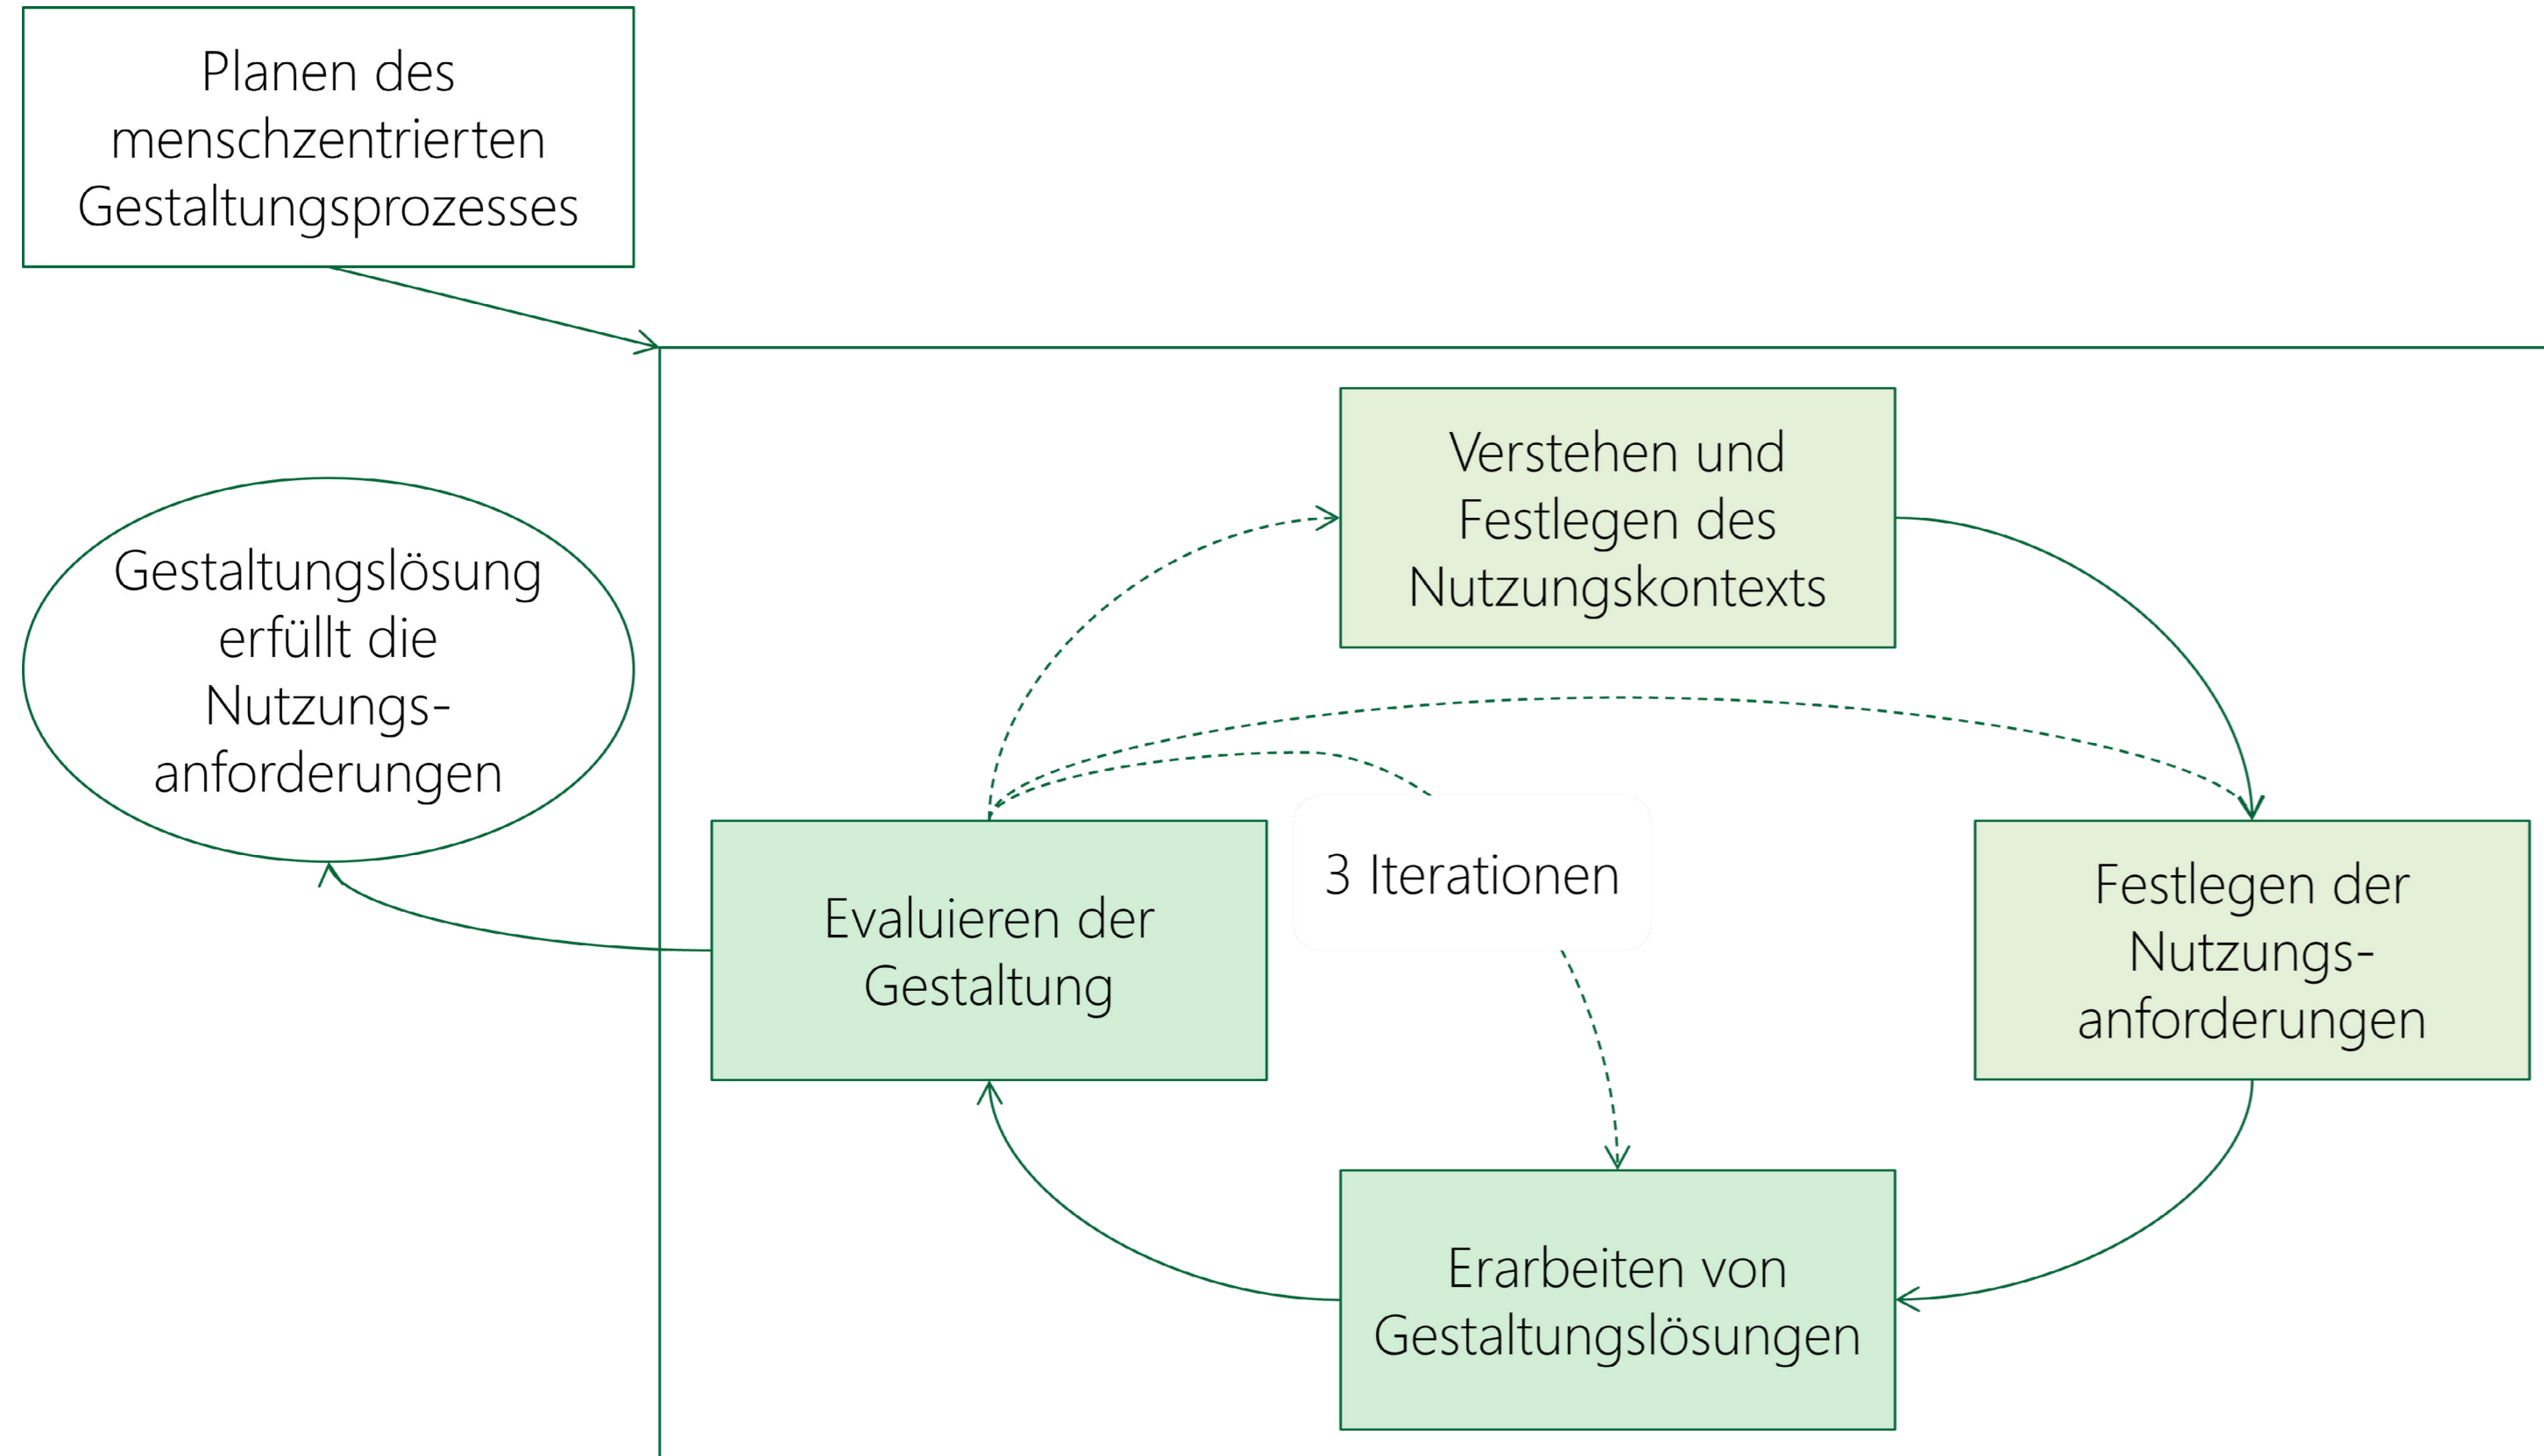 Planen des
menschzentrierten
Gestaltungsprozesses
Verstehen und
Festlegen des
Nutzungskontexts
Gestaltungslösung
erfüllt die
Nutzungs-
anforderungen
3 Iterationen
Evaluieren der
Gestaltung
Festlegen der
Nutzungs-
anforderungen
Erarbeiten von
Gestaltungslösungen